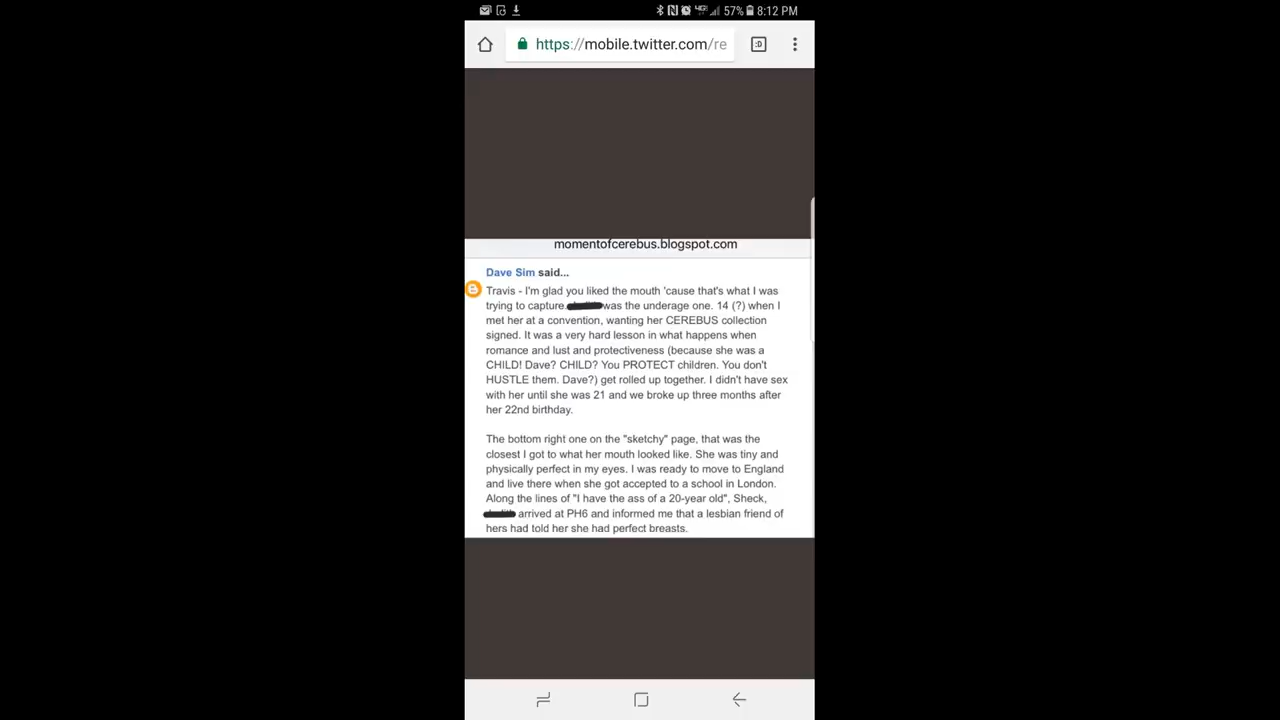 57% 8:12 PM
https://mobile.twitter.com/re
:D
momentofcerebus.blogspot.com
Dave Sim said...
Travis - I'm glad you liked the mouth 'cause that's what I was
trying to capture. was the underage one. 14 (?) when I
met her at a convention, wanting her CEREBUS collection
signed. It was a very hard lesson in what happens when
romance and lust and protectiveness (because she was a
CHILD! Dave? CHILD? You PROTECT children. You don't
HUSTLE them. Dave?) get rolled up together. I didn't have sex
with her until she was 21 and we broke up three months after
her 22nd birthday.
The bottom right one on the "sketchy" page, that was the
closest I got to what her mouth looked like. She was tiny and
physically perfect in my eyes. I was ready to move to England
and live there when she got accepted to a school in London.
Along the lines of "I have the ass of a 20-year old", Sheck,
arrived at PH6 and informed me that a lesbian friend of
hers had told her she had perfect breasts.